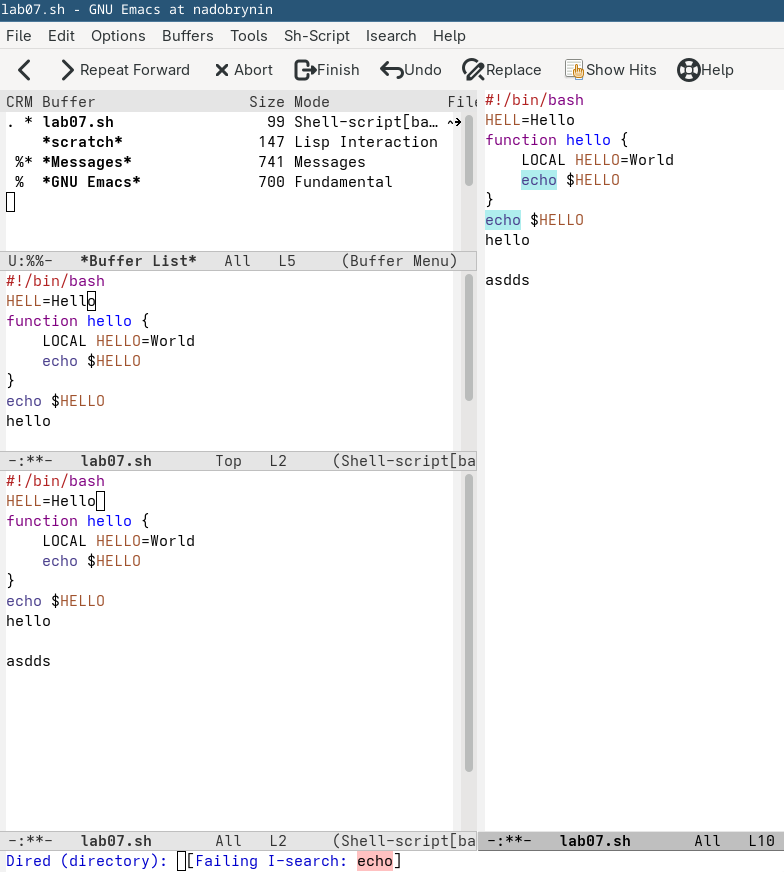 lab07.sh - GNU Emacs at nadobrynin
File Edit Options Buffers Tools Sh-Script Isearch Help
Repeat Forward Abort Finish Undo Replace Show Hits Help
CRM Buffer Size Mode File
. * lab07.sh 99 Shell-script[ba… ~
*scratch* 147 Lisp Interaction
%* *Messages* 741 Messages
% *GNU Emacs* 700 Fundamental
U:%%- *Buffer List* All L5 (Buffer Menu)
#!/bin/bash
HELL=Hello
function hello {
    LOCAL HELLO=World
    echo $HELLO
}
echo $HELLO
hello
-:**- lab07.sh Top L2 (Shell-script[ba
#!/bin/bash
HELL=Hello
function hello {
    LOCAL HELLO=World
    echo $HELLO
}
echo $HELLO
hello
asdds
-:**- lab07.sh All L2 (Shell-script[ba
#!/bin/bash
HELL=Hello
function hello {
    LOCAL HELLO=World
    echo $HELLO
}
echo $HELLO
hello
asdds
-:**- lab07.sh All L10
Dired (directory): [Failing I-search: echo]